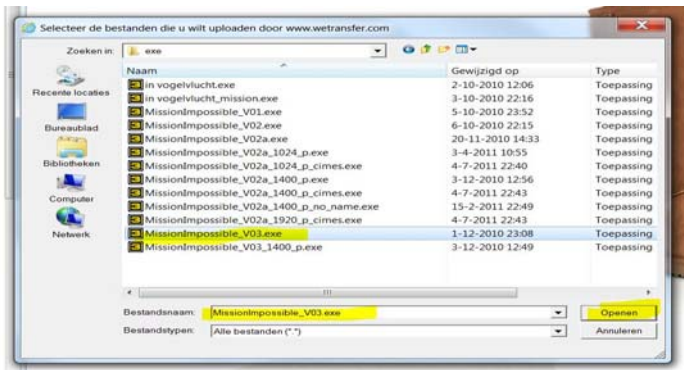 Selecteer de bestanden die u wilt uploaden door www.wetransfer.com
Zoeken in: exe
Naam Gewijzigd op Type
in vogelvlucht.exe 2-10-2010 12:06 Toepassing
in vogelvlucht_mission.exe 3-10-2010 22:16 Toepassing
MissionImpossible_V01.exe 5-10-2010 23:52 Toepassing
MissionImpossible_V02.exe 6-10-2010 22:15 Toepassing
MissionImpossible_V02a.exe 20-11-2010 14:33 Toepassing
MissionImpossible_V02a_1024_p.exe 3-4-2011 10:55 Toepassing
MissionImpossible_V02a_1024_p_cimes.exe 4-7-2011 22:40 Toepassing
MissionImpossible_V02a_1400_p.exe 3-12-2010 12:56 Toepassing
MissionImpossible_V02a_1400_p_cimes.exe 4-7-2011 22:43 Toepassing
MissionImpossible_V02a_1400_p_no_name.exe 15-2-2011 22:49 Toepassing
MissionImpossible_V02a_1920_p_cimes.exe 4-7-2011 22:43 Toepassing
MissionImpossible_V03.exe 1-12-2010 23:08 Toepassing
MissionImpossible_V03_1400_p.exe 3-12-2010 12:49 Toepassing
Recente locaties
Bureaublad
Bibliotheken
Computer
Netwerk
Bestandsnaam: MissionImpossible_V03.exe Openen
Bestandstypen: Alle bestanden (*.*) Annuleren